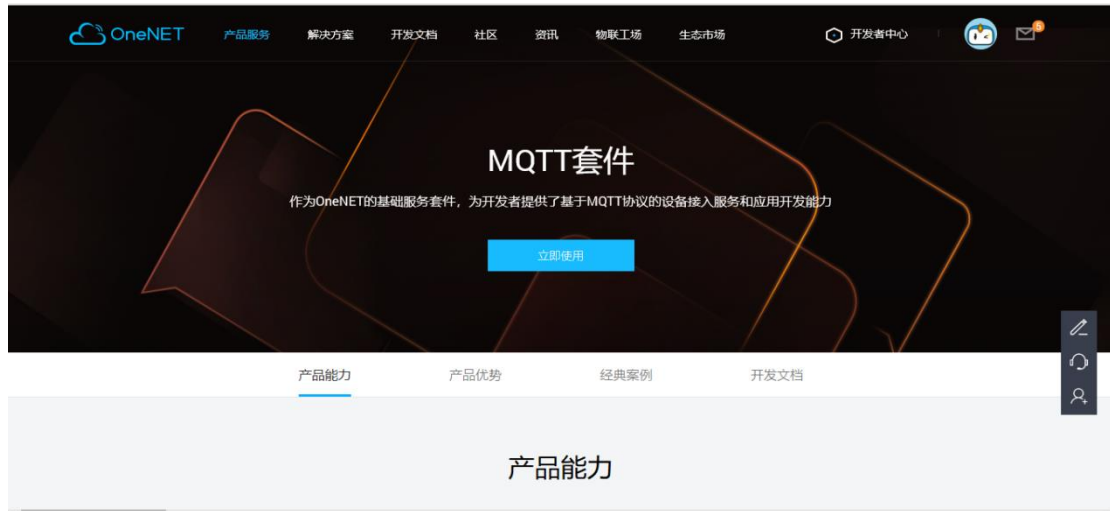 OneNET 产品服务 解决方案 开发文档 社区 资讯 物联工场 生态市场 开发者中心 5
MQTT套件
作为OneNET的基础服务套件，为开发者提供了基于MQTT协议的设备接入服务和应用开发能力
立即使用
产品能力 产品优势 经典案例 开发文档
产品能力